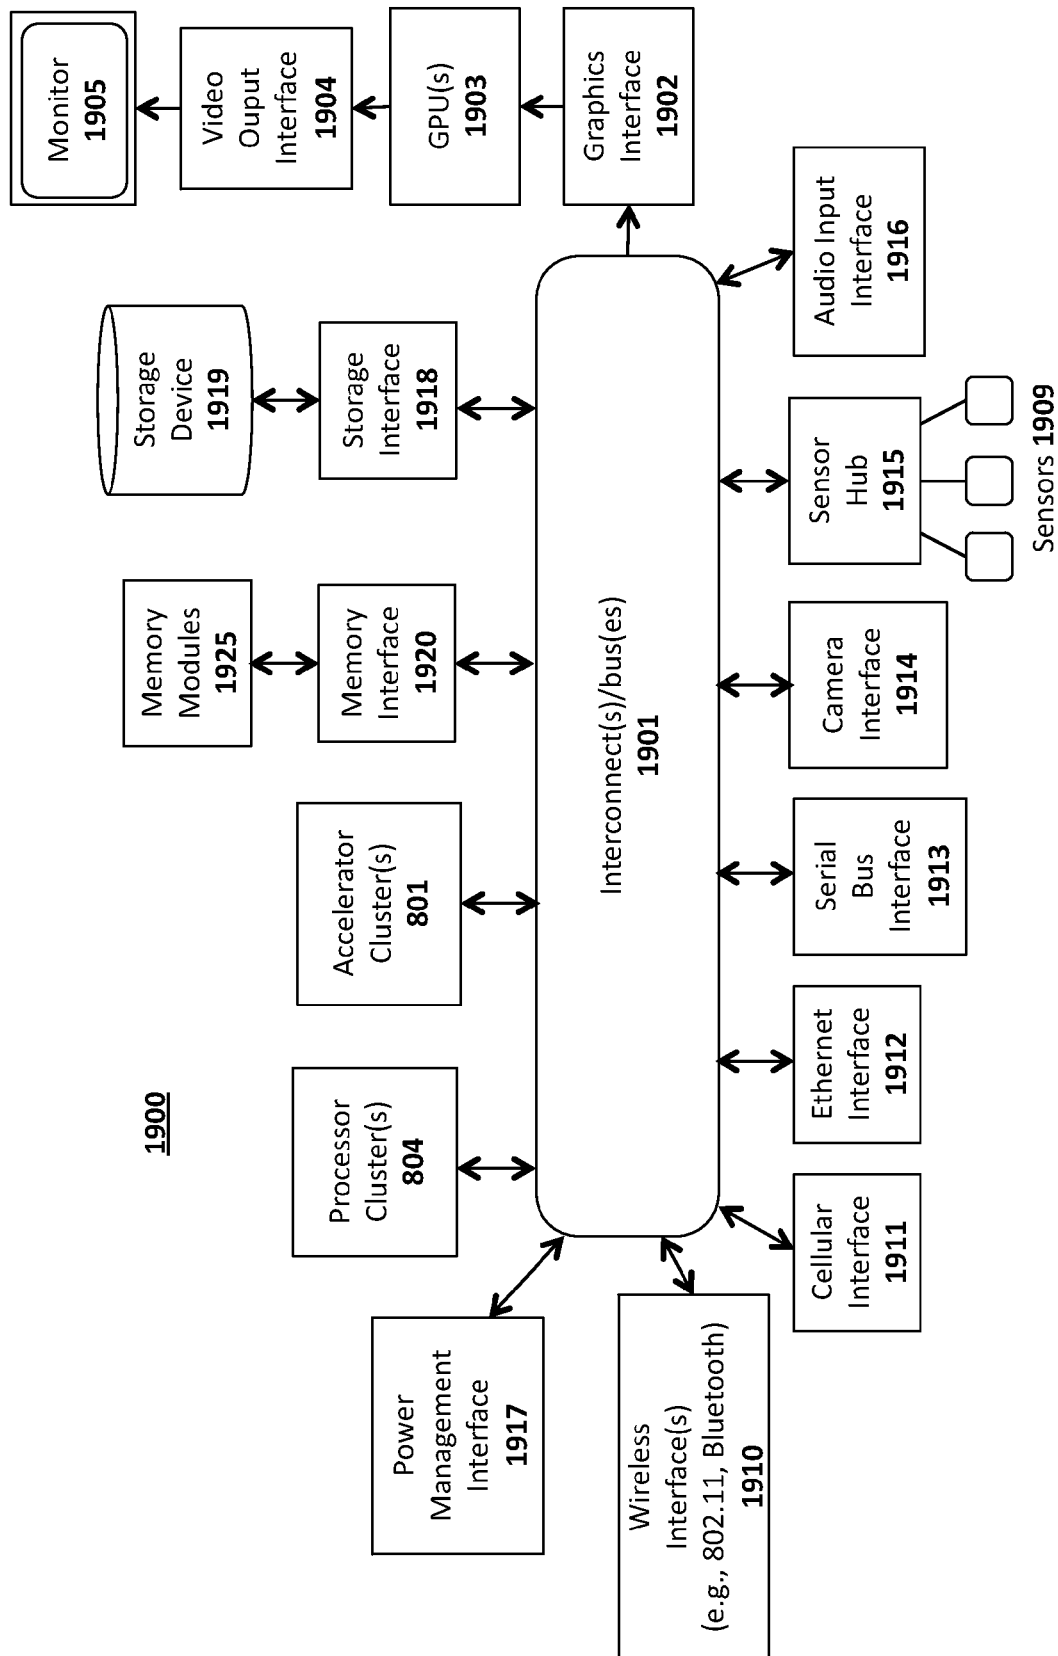 1900
Power
Management
Interface
1917
Processor
Cluster(s)
804
Accelerator
Cluster(s)
801
Memory
Modules
1925
Memory
Interface
1920
Storage
Device
1919
Storage
Interface
1918
Monitor
1905
Video
Ouput
Interface
1904
GPU(s)
1903
Graphics
Interface
1902
Interconnect(s)/bus(es)
1901
Wireless
Interface(s)
(e.g., 802.11, Bluetooth)
1910
Cellular
Interface
1911
Ethernet
Interface
1912
Serial
Bus
Interface
1913
Camera
Interface
1914
Sensor
Hub
1915
Sensors 1909
Audio Input
Interface
1916